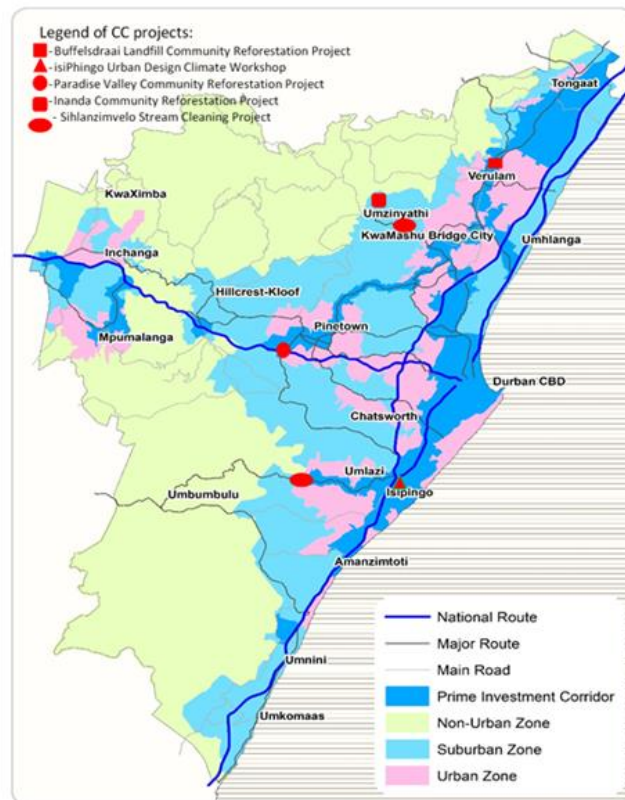 Legend of CC projects:
- Buffelsdraai Landfill Community Reforestation Project
- isiPhingo Urban Design Climate Workshop
- Paradise Valley Community Reforestation Project
- Inanda Community Reforestation Project
- Sihlanzimvelo Stream Cleaning Project
Tongaat
Verulam
KwaXimba
Umzinyathi
KwaMashu Bridge City
Umhlanga
Inchanga
Hillcrest-Kloof
Pinetown
Mpumalanga
Durban CBD
Chatsworth
Umlazi
Umbumbulu
Isipingo
Amanzimtoti
Umnini
Umkomaas
National Route
Major Route
Main Road
Prime Investment Corridor
Non-Urban Zone
Suburban Zone
Urban Zone